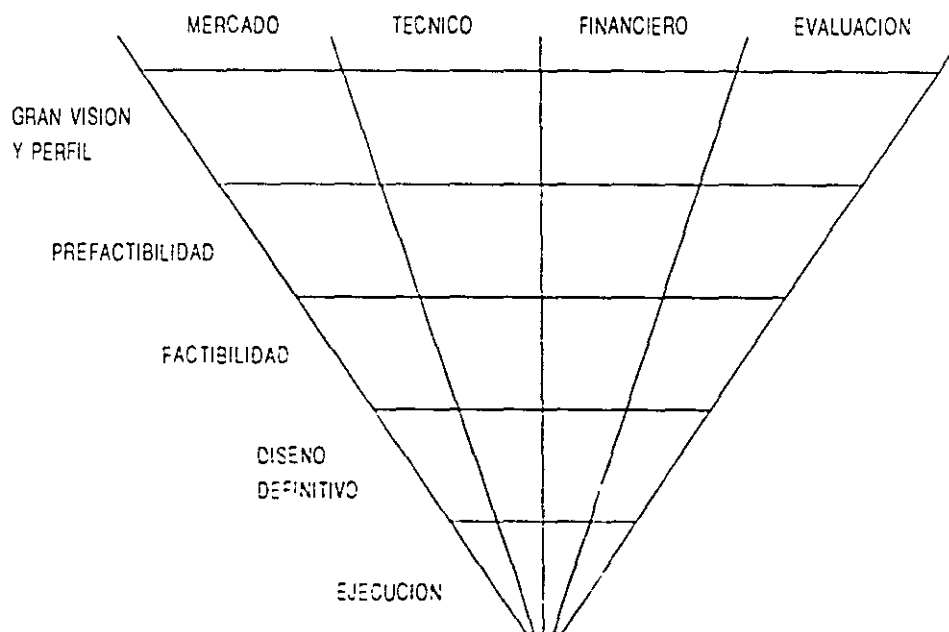 MERCADO TECNICO FINANCIERO EVALUACION
GRAN VISION
Y PERFIL
PREFACTIBILIDAD
FACTIBILIDAD
DISENO
DEFINITIVO
EJECUCION